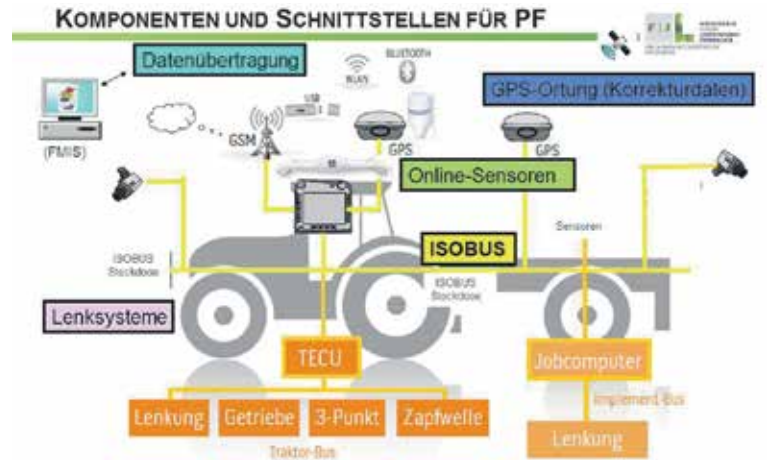 KOMPONENTEN UND SCHNITTSTELLEN FÜR PF
Datenübertragung
WLAN
BLUETOOTH
USB
GPS-Ortung (Korrekturdaten)
(FMIS)
GSM
GPS
GPS
Online-Sensoren
Sensoren
ISOBUS
ISOBUS
Steckdose
ISOBUS
Steckdose
Lenksysteme
TECU
Jobcomputer
Lenkung
Getriebe
3-Punkt
Zapfwelle
Implement-Bus
Lenkung
Traktor-Bus